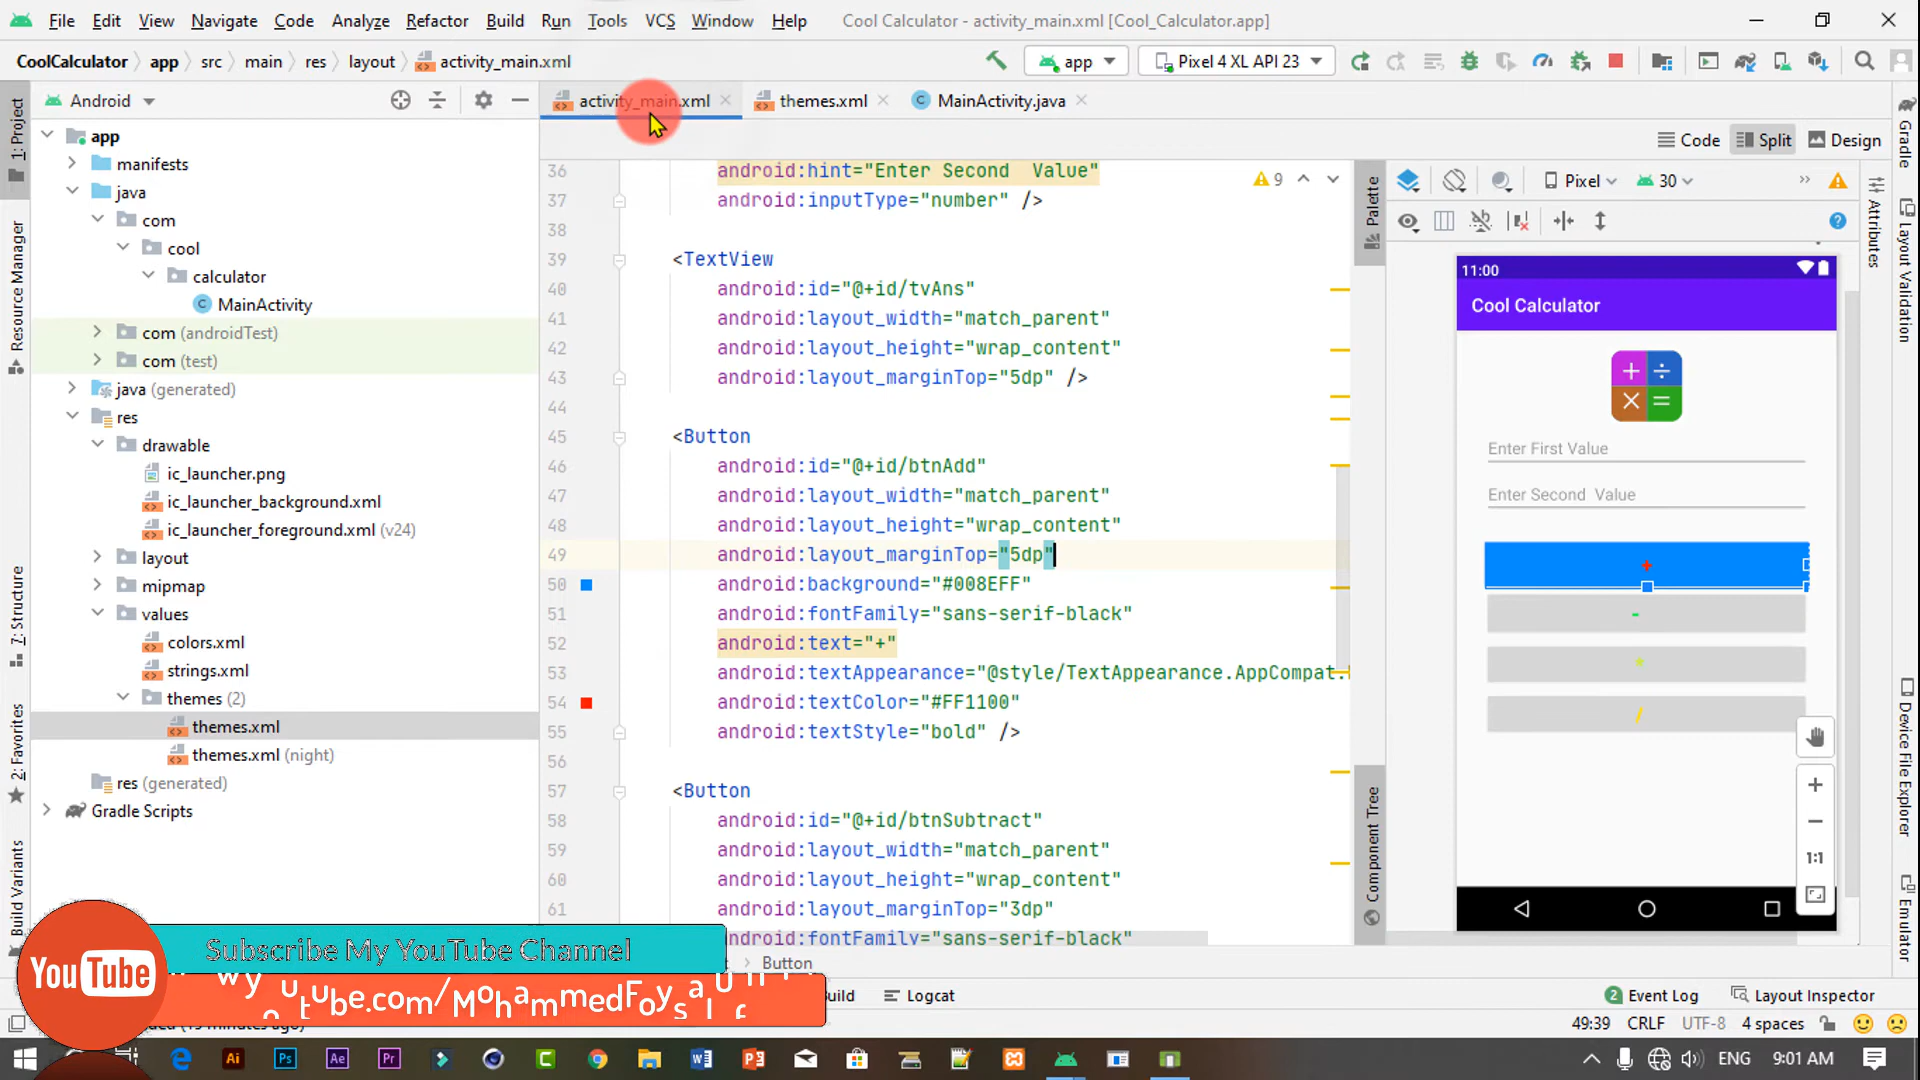 File Edit View Navigate Code Analyze Refactor Build Run Tools VCS Window Help Cool Calculator - activity_main.xml [Cool_Calculator.app]
CoolCalculator app src main res layout activity_main.xml app Pixel 4 XL API 23
Android activity_main.xml themes.xml MainActivity.java
Code Split Design
1: Project
Resource Manager
7: Structure
2: Favorites
Build Variants
app
manifests
java
com
cool
calculator
MainActivity
com (androidTest)
com (test)
java (generated)
res
drawable
ic_launcher.png
ic_launcher_background.xml
ic_launcher_foreground.xml (v24)
layout
mipmap
values
colors.xml
strings.xml
themes (2)
themes.xml
themes.xml (night)
res (generated)
Gradle Scripts
9
36 android:hint="Enter Second  Value"
37 android:inputType="number" />
38
39 <TextView
40 android:id="@+id/tvAns"
41 android:layout_width="match_parent"
42 android:layout_height="wrap_content"
43 android:layout_marginTop="5dp" />
44
45 <Button
46 android:id="@+id/btnAdd"
47 android:layout_width="match_parent"
48 android:layout_height="wrap_content"
49 android:layout_marginTop="5dp"
50 android:background="#008EFF"
51 android:fontFamily="sans-serif-black"
52 android:text="+"
53 android:textAppearance="@style/TextAppearance.AppCompat.
54 android:textColor="#FF1100"
55 android:textStyle="bold" />
56
57 <Button
58 android:id="@+id/btnSubtract"
59 android:layout_width="match_parent"
60 android:layout_height="wrap_content"
61 android:layout_marginTop="3dp"
android:fontFamily="sans-serif-black"
Button
Palette
Component Tree
Pixel 30
11:00
Cool Calculator
+ ÷
× =
Enter First Value
Enter Second  Value
+
-
*
/
+
−
1:1
Attributes
Gradle
Layout Validation
Device File Explorer
Emulator
YouTube
Subscribe My YouTube Channel
Logcat 2 Event Log Layout Inspector
49:39 CRLF UTF-8 4 spaces
Ai Ps Ae Pr ENG 9:01 AM